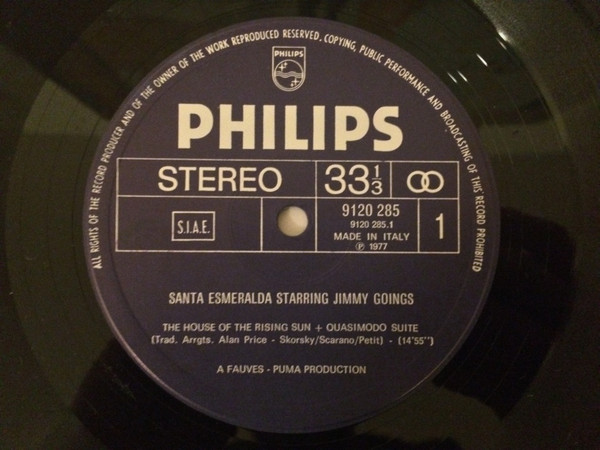 ALL RIGHTS OF THE RECORD PRODUCER AND OF THE OWNER OF THE WORK REPRODUCED RESERVED. COPYING, PUBLIC PERFORMANCE AND BROADCASTING OF THIS RECORD PROHIBITED
PHILIPS
PHILIPS
STEREO 33 1/3
S.I.A.E. 9120 285 1
9120 285.1
MADE IN ITALY
℗ 1977
SANTA ESMERALDA STARRING JIMMY GOINGS
THE HOUSE OF THE RISING SUN + QUASIMODO SUITE
(Trad. Arrgts. Alan Price - Skorsky/Scarano/Petit) - (14'55'')
A FAUVES - PUMA PRODUCTION